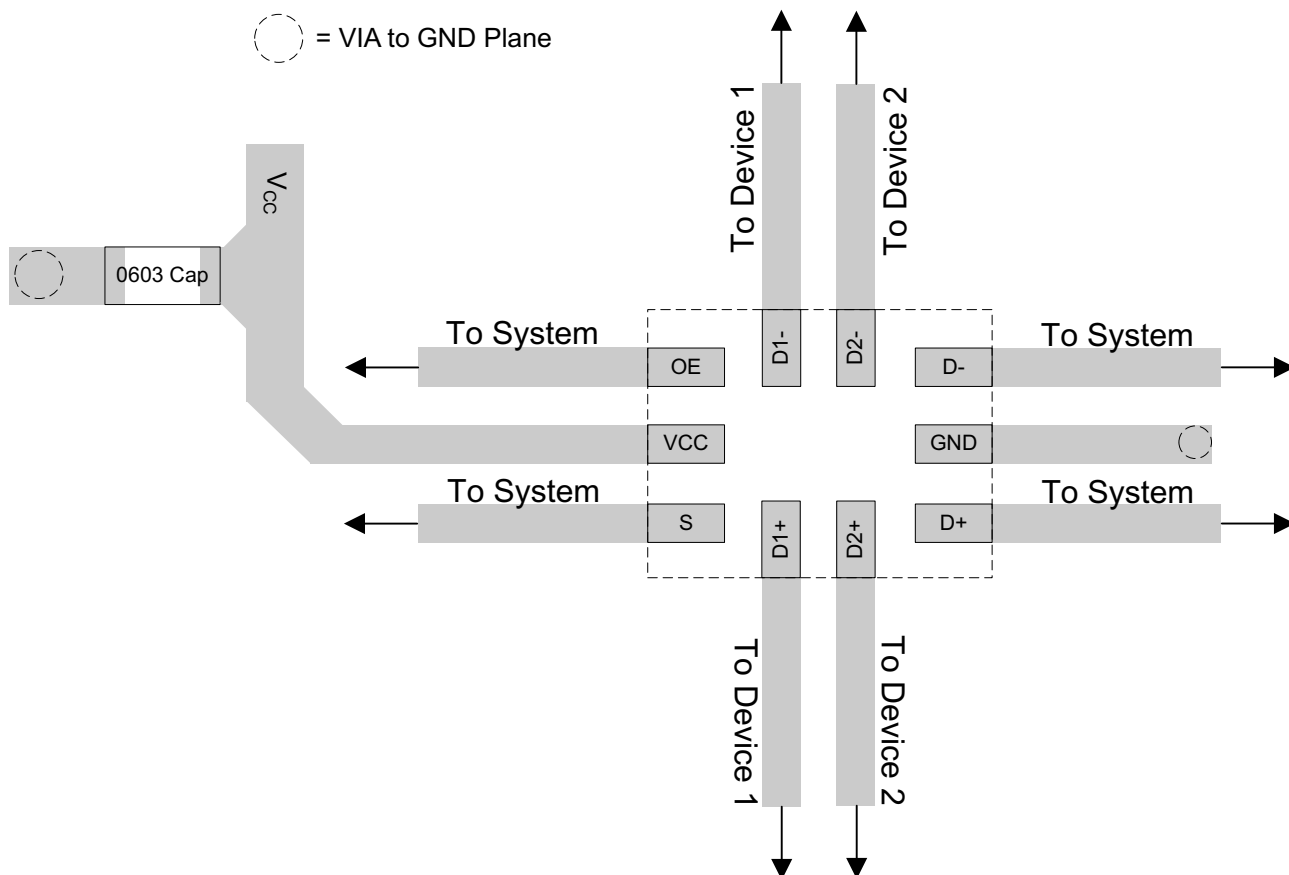 = VIA to GND Plane
To Device 1
To Device 2
VCC
0603 Cap
To System
OE
D1-
D2-
D-
To System
VCC
GND
To System
S
D1+
D2+
D+
To System
To Device 1
To Device 2